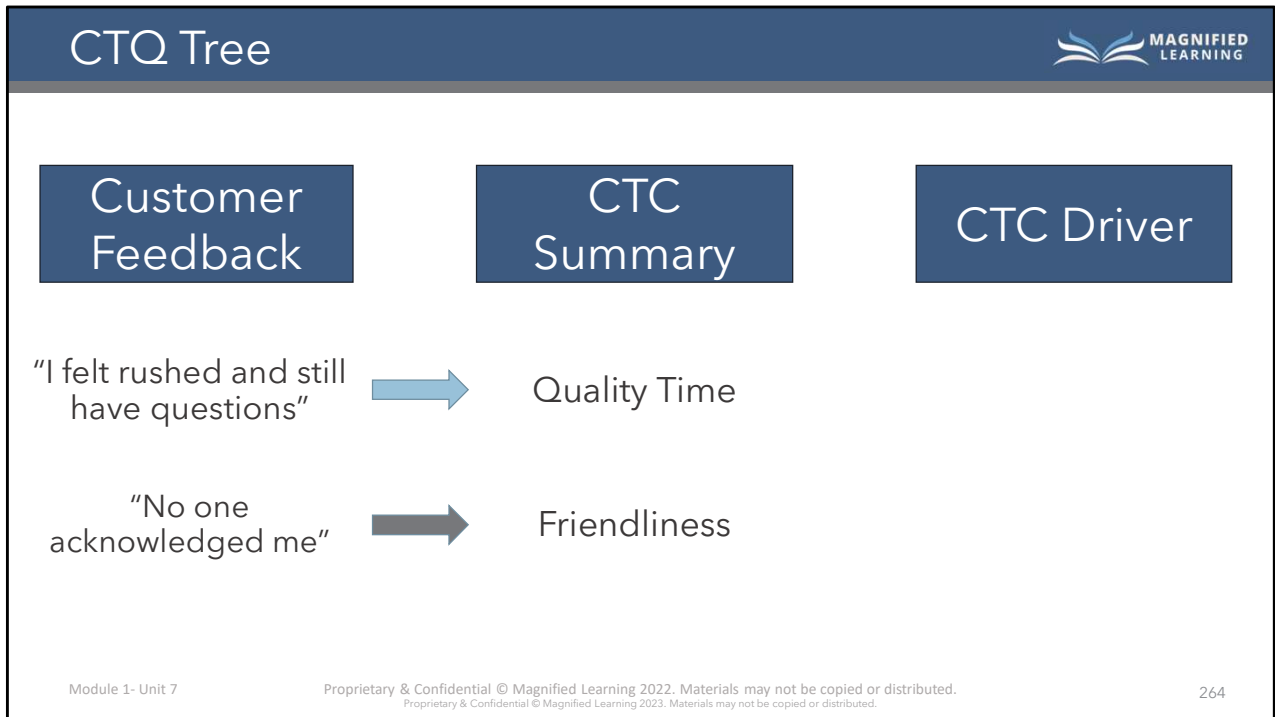 CTQ Tree
MAGNIFIED
LEARNING
Customer
Feedback
CTC
Summary
CTC Driver
“I felt rushed and still
have questions”
Quality Time
“No one
acknowledged me”
Friendliness
Module 1- Unit 7
Proprietary & Confidential © Magnified Learning 2022. Materials may not be copied or distributed.
Proprietary & Confidential © Magnified Learning 2023. Materials may not be copied or distributed.
264